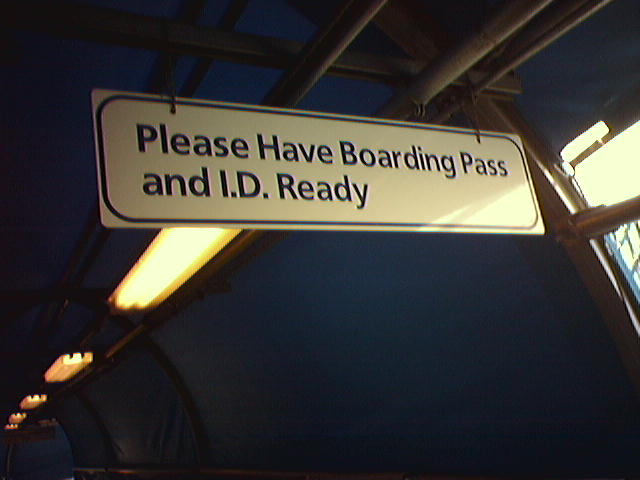 Please Have Boarding Pass
and I.D. Ready